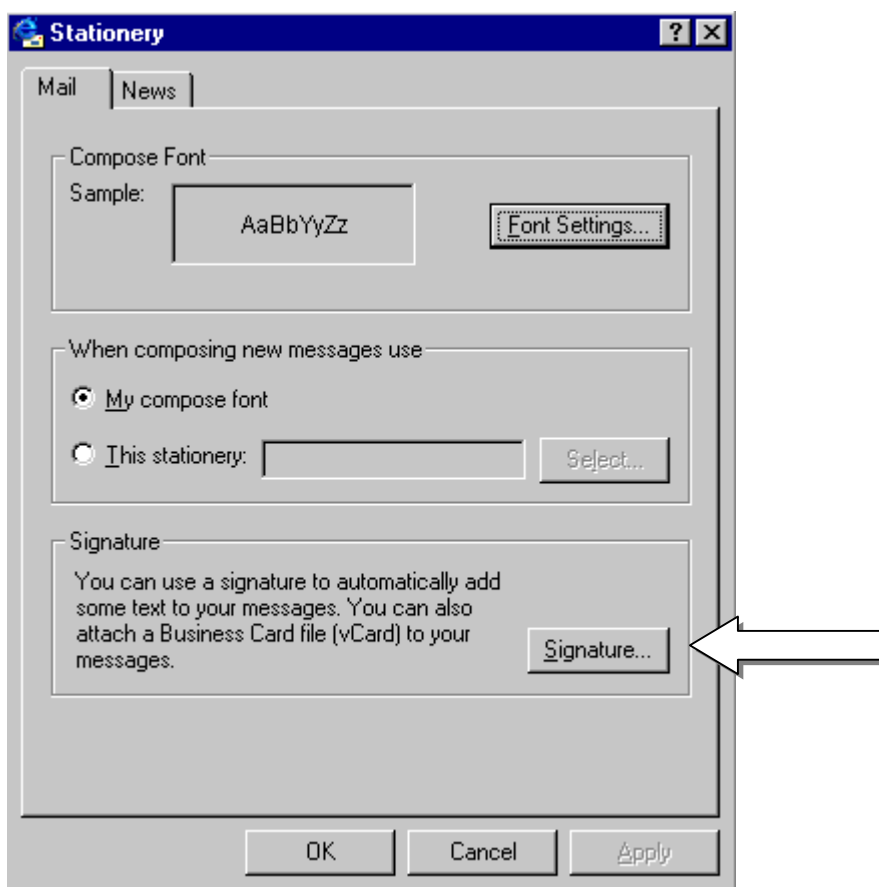 Stationery
Mail
News
Compose Font
Sample:
AaBbYyZz
Font Settings...
When composing new messages use
My compose font
This stationery:
Select...
Signature
You can use a signature to automatically add
some text to your messages. You can also
attach a Business Card file (vCard) to your
messages.
Signature...
OK
Cancel
Apply